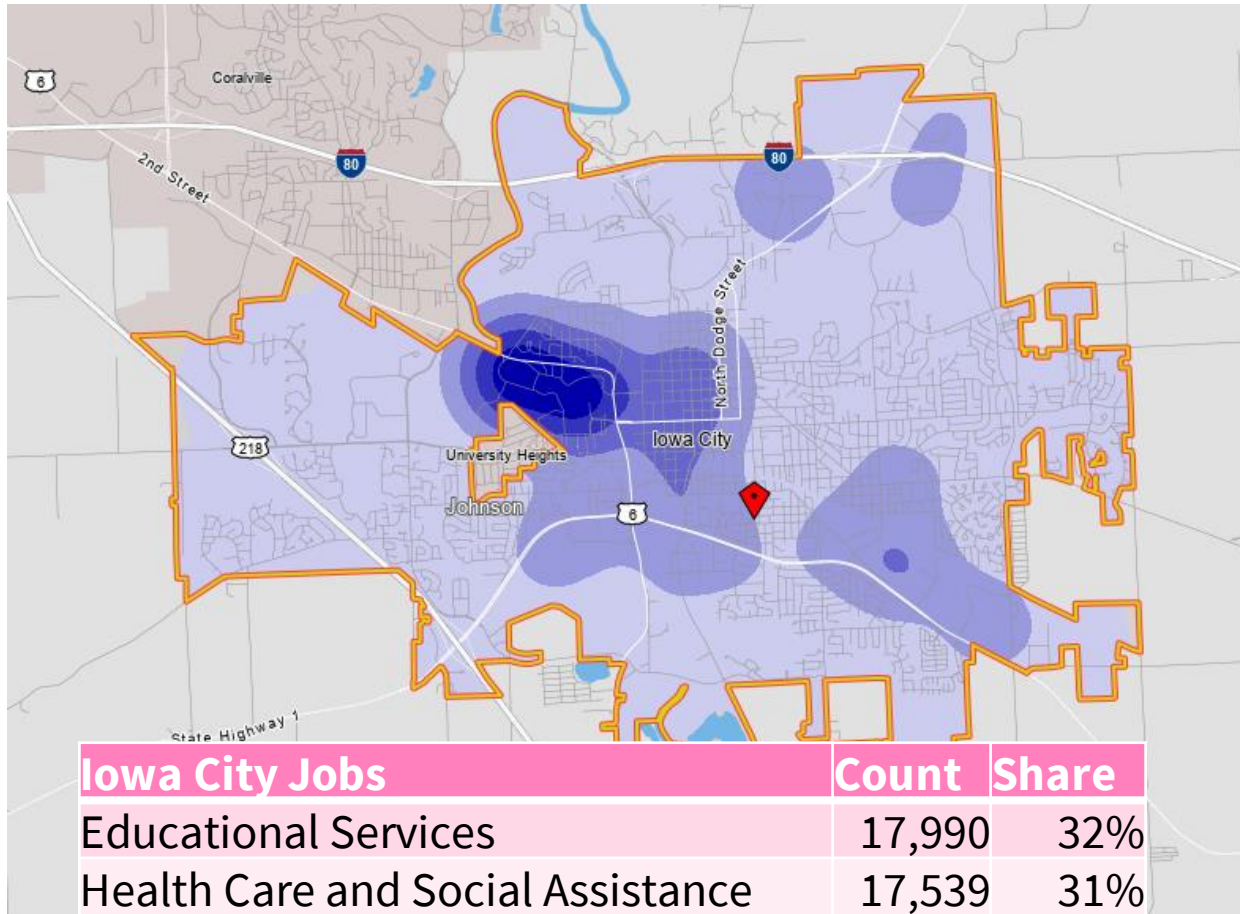 6
Coralville
80
80
2nd Street
North Dodge Street
Iowa City
218
University Heights
Johnson
6
State Highway 1
Iowa City Jobs Count Share
Educational Services 17,990 32%
Health Care and Social Assistance 17,539 31%